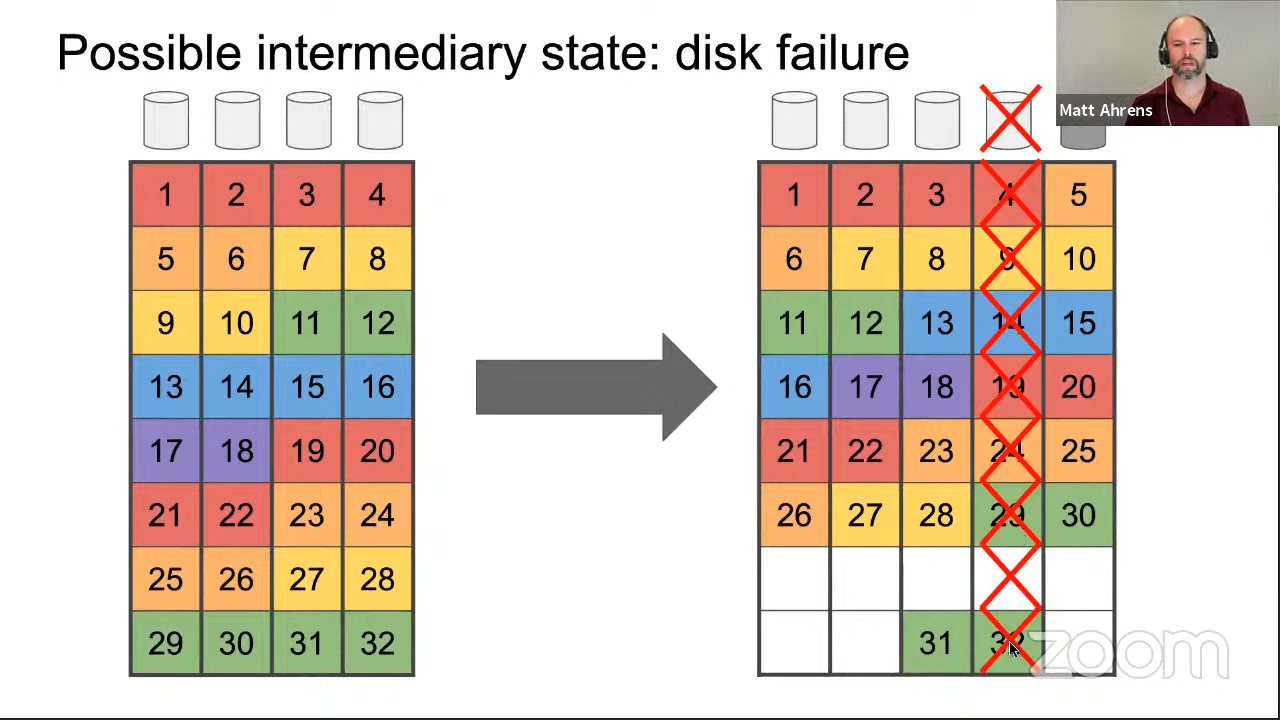 Possible intermediary state: disk failure
Matt Ahrens
1 2 3 4
5 6 7 8
9 10 11 12
13 14 15 16
17 18 19 20
21 22 23 24
25 26 27 28
29 30 31 32
1 2 3 4 5
6 7 8 9 10
11 12 13 14 15
16 17 18 19 20
21 22 23 24 25
26 27 28 29 30
31 32
zoom